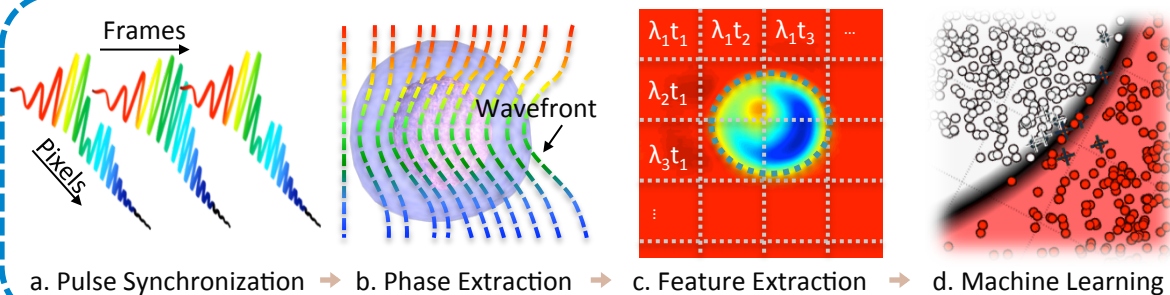 Frames
Pixels
Wavefront
λ₁t₁ λ₁t₂ λ₁t₃ ...
λ₂t₁
λ₃t₁
⋮
a. Pulse Synchronization → b. Phase Extraction → c. Feature Extraction → d. Machine Learning